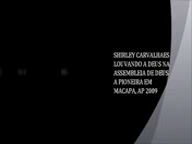 SHIRLEY CARVALHAES
LOUVANDO A DEUS NA
ASSEMBLEIA DE DEUS
A PIONEIRA EM
MACAPA, AP 2009